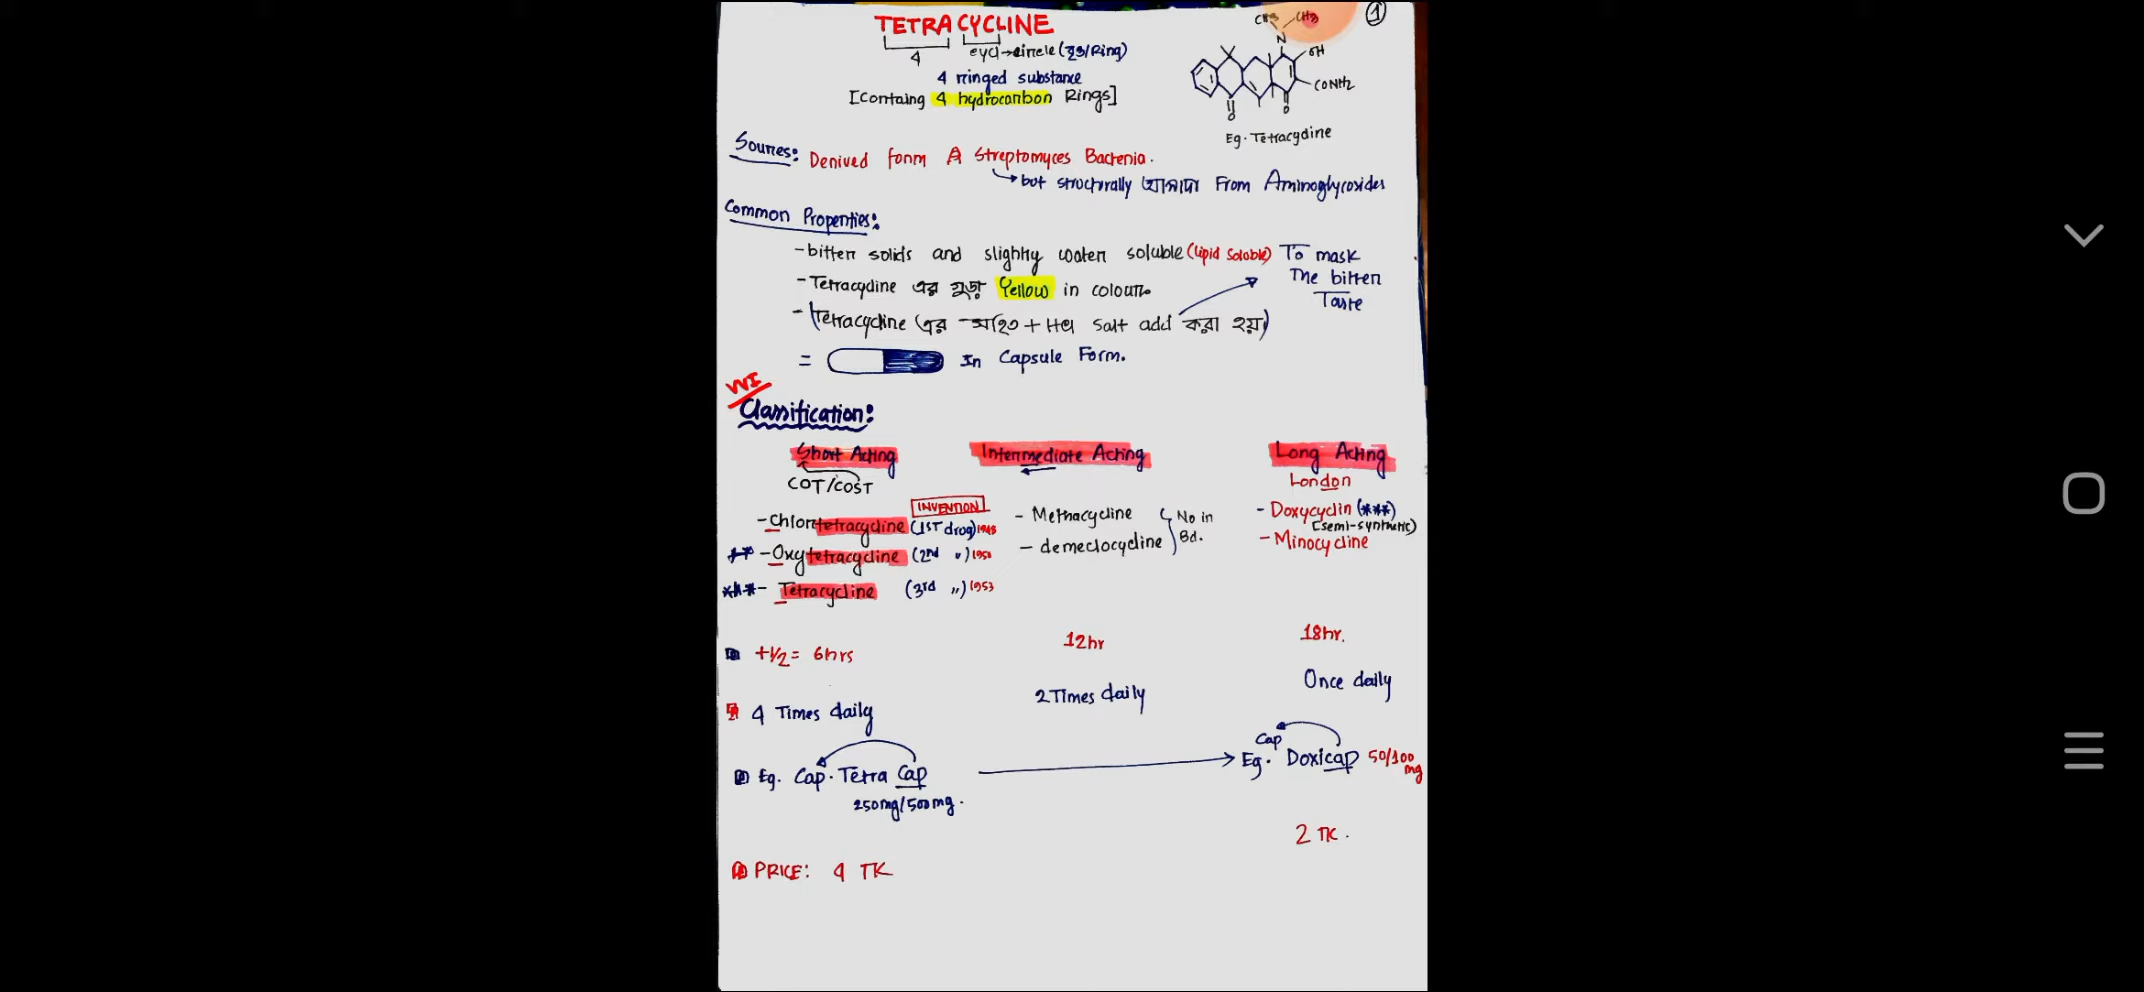 1
TETRACYCLINE
4 cycl→circle (বৃত্ত/Ring)
4 ringed substance
[Containg 4 hydrocarbon Rings]
CH3 CH3
N
OH
CONH2
O O
Eg. Tetracycline
Sources: Derived form A Streptomyces Bacteria.
but structurally আলাদা From Aminoglycosides
Common Properties:
- bitter solids and slighty water soluble (lipid Soluble) To mask
The bitter
Taste
- Tetracycline এর গুড়া Yellow in colour.
- (Tetracycline (এর সহিত + HCl Salt add করা হয়)
= In Capsule Form.
VVI
Classification:
Short Acting Intermediate Acting Long Acting
COT/COST London
INVENTION
- Chlortetracycline (1ST drug) 1948 - Methacycline No in - Doxycyclin (***)
(semi-synthetic)
** - Oxytetracycline (2nd ") 1950 - demeclocycline Bd. - Minocycline
*** - Tetracycline (3rd ") 1953
t1/2 = 6hrs 12hr 18hr.
4 Times daily 2 Times daily Once daily
Eg. Cap. Tetra Cap Cap Eg. Doxicap 50/100 mg
250mg/500mg.
2 TK.
PRICE: 4 TK